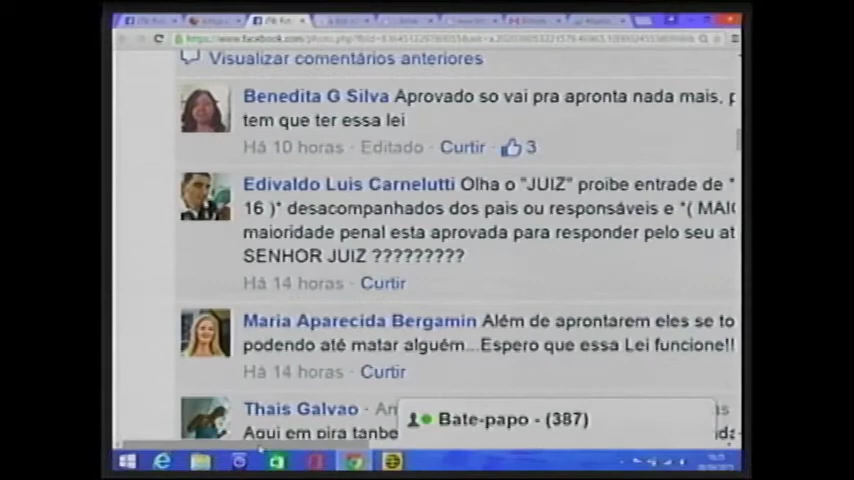 Visualizar comentários anteriores
Benedita G Silva Aprovado so vai pra apronta nada mais, p
tem que ter essa lei
Há 10 horas · Editado · Curtir · 3
Edivaldo Luis Carnelutti Olha o "JUIZ" proibe entrade de *
16 )* desacompanhados dos pais ou responsáveis e *( MAIO
maioridade penal esta aprovada para responder pelo seu at
SENHOR JUIZ ?????????
Há 14 horas · Curtir
Maria Aparecida Bergamin Além de aprontarem eles se to
podendo até matar alguém...Espero que essa Lei funcione!!
Há 14 horas · Curtir
Thais Galvao ·
Aqui em pira tanbe
Bate-papo - (387)